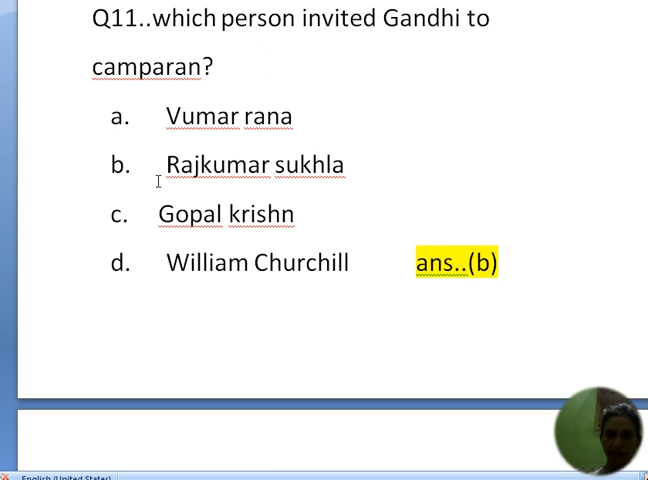 Q11..which person invited Gandhi to
camparan?
a. Vumar rana
b. Rajkumar sukhla
c. Gopal krishn
d. William Churchill ans..(b)
English (United States)